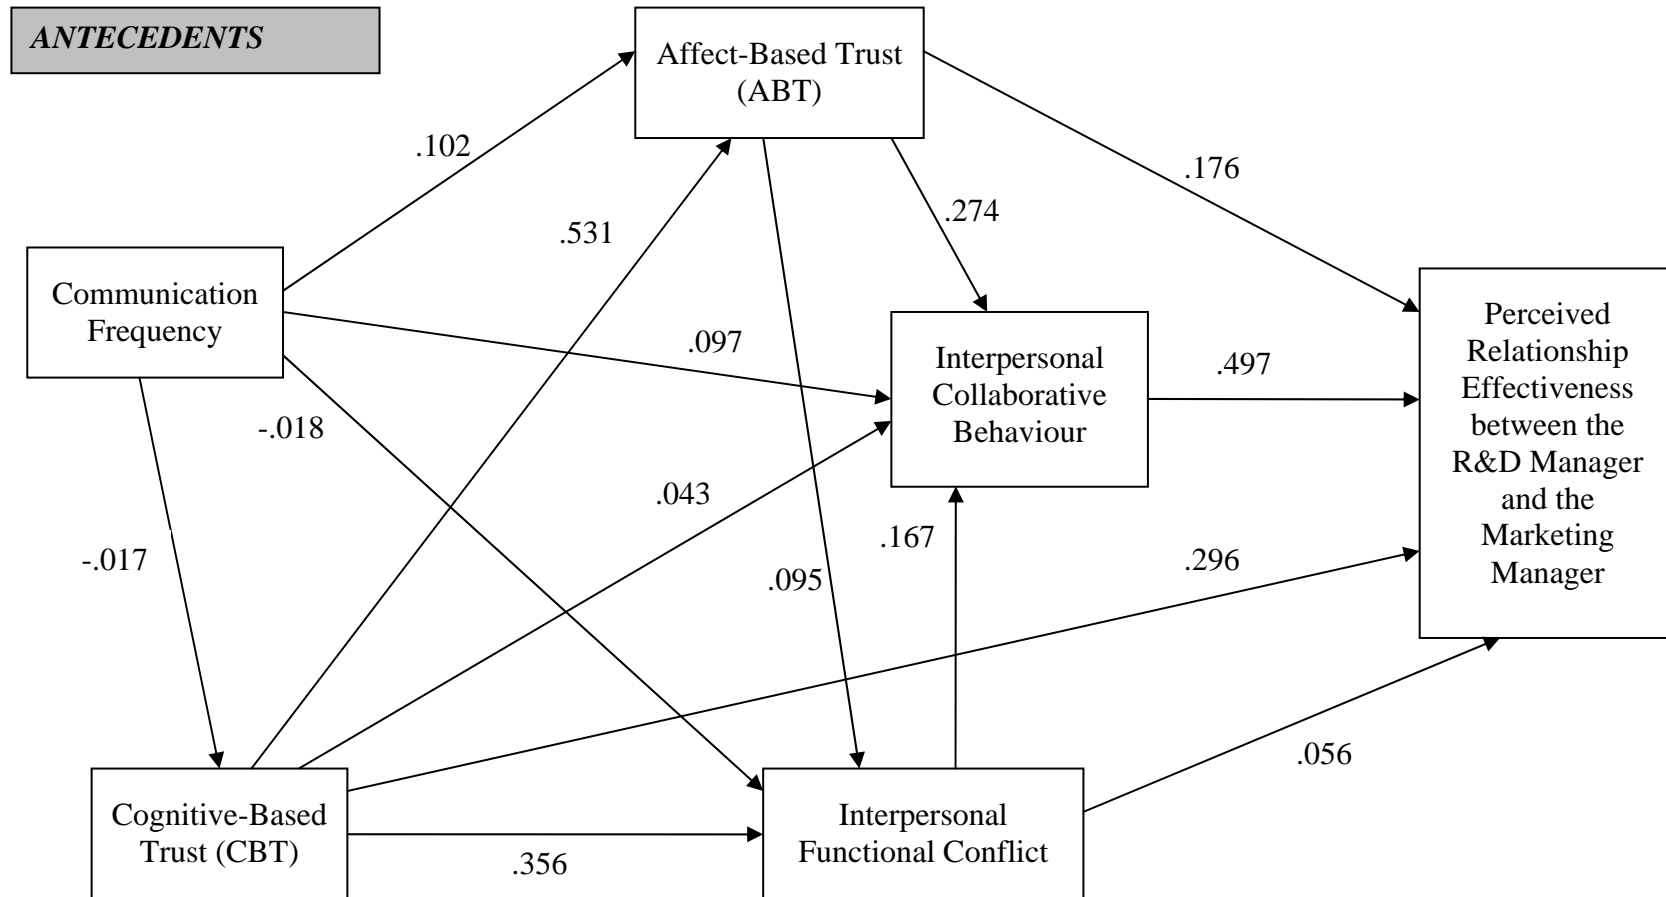 ANTECEDENTS
Affect-Based Trust
(ABT)
.102
.176
.274
.531
Communication
Frequency
.097
-.018
Interpersonal
Collaborative
Behaviour
.497
Perceived
Relationship
Effectiveness
between the
R&D Manager
and the
Marketing
Manager
.043
.167
-.017
.095
.296
.056
Cognitive-Based
Trust (CBT)
.356
Interpersonal
Functional Conflict